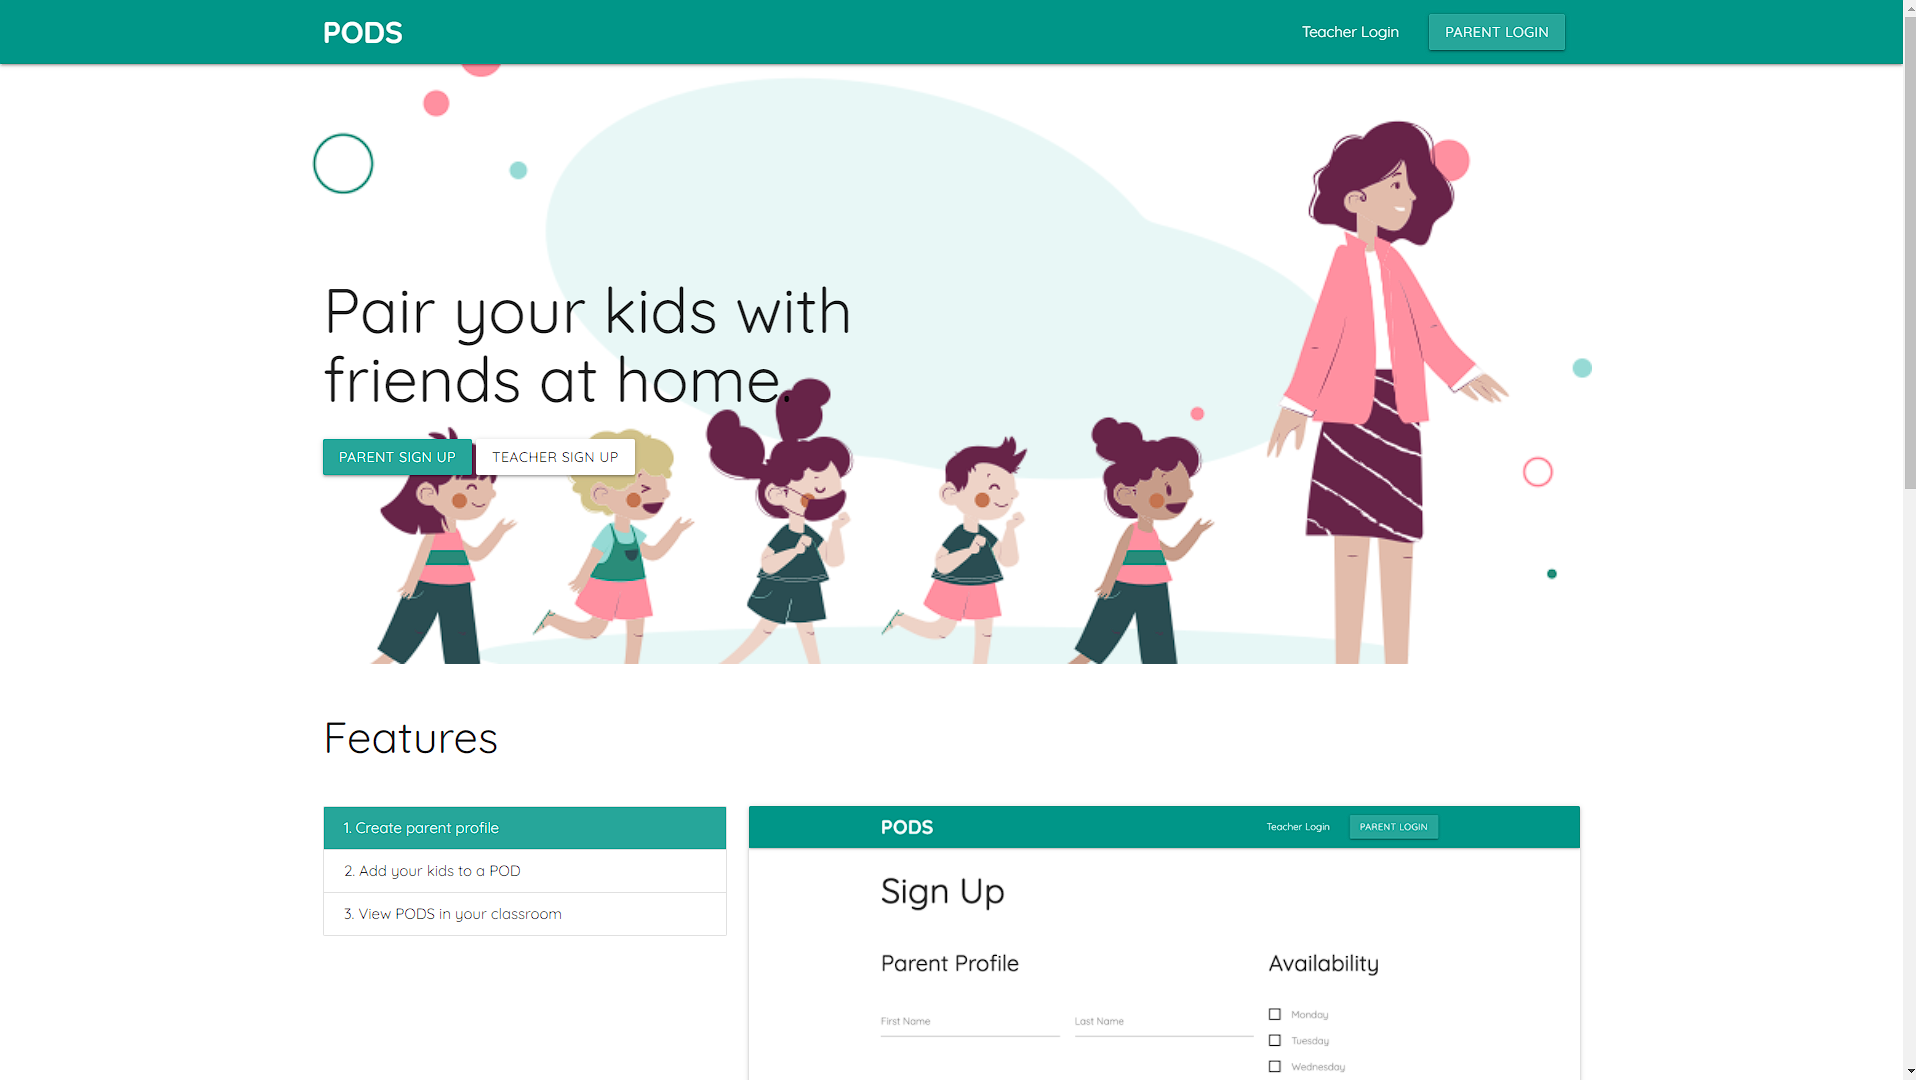 PODS
Teacher Login
PARENT LOGIN
Pair your kids with
friends at home.
PARENT SIGN UP
TEACHER SIGN UP
Features
1. Create parent profile
2. Add your kids to a POD
3. View PODS in your classroom
PODS
Teacher Login
PARENT LOGIN
Sign Up
Parent Profile
Availability
First Name
Last Name
Monday
Tuesday
Wednesday